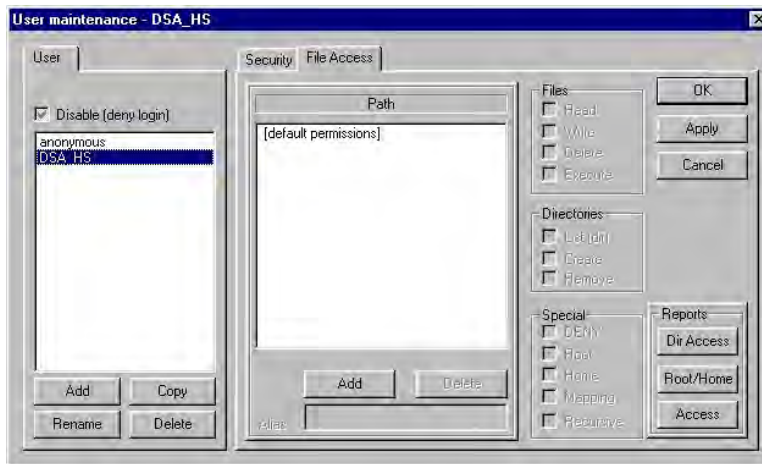 User maintenance - DSA_HS
User
Disable (deny login)
anonymous
DSA_HS
Add
Copy
Rename
Delete
Security
File Access
Path
[default permissions]
Add
Delete
Alias
Files
Read
Write
Delete
Execute
Directories
List (dir)
Create
Remove
Special
DENY
Root
Home
Mapping
Recursive
OK
Apply
Cancel
Reports
Dir Access
Root/Home
Access